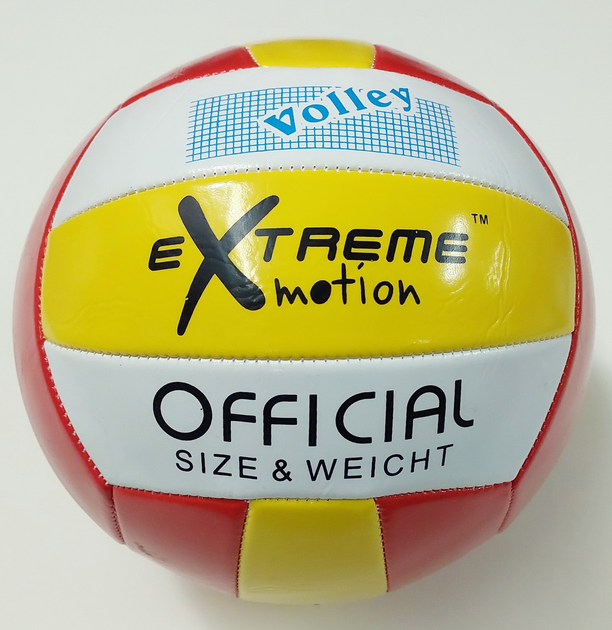 Volley
eXTREME™
motion
OFFICIAL
SIZE & WEICHT